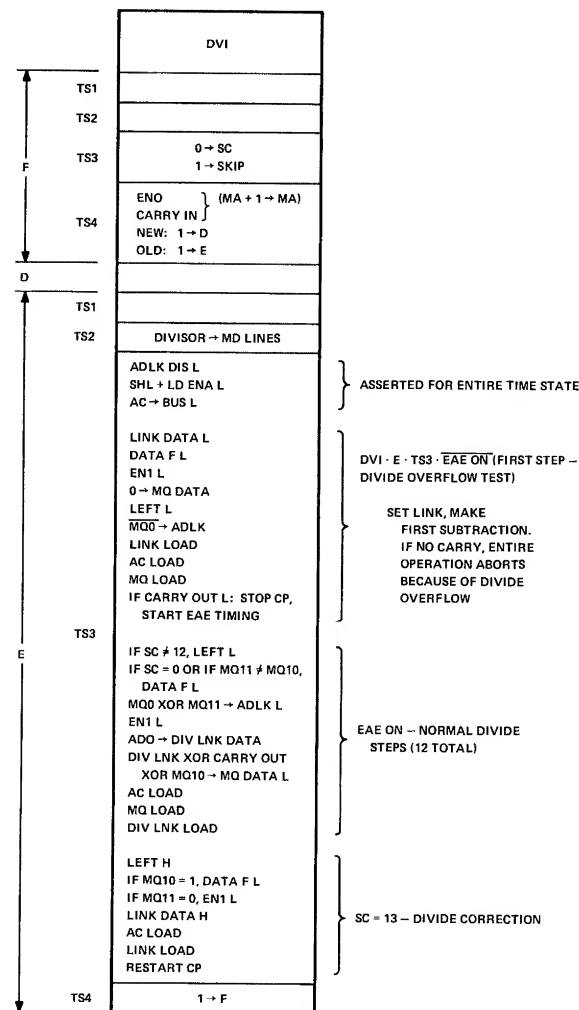 DVI
TS1
TS2
F
TS3
0 → SC
1 → SKIP
TS4
ENO
CARRY IN } (MA + 1 → MA)
NEW: 1 → D
OLD: 1 → E
D
TS1
TS2
DIVISOR → MD LINES
ADLK DIS L
SHL + LD ENA L
AC → BUS L
ASSERTED FOR ENTIRE TIME STATE
LINK DATA L
DATA F L
EN1 L
0 → MQ DATA
LEFT L
M̅Q̅0̅ → ADLK
LINK LOAD
AC LOAD
MQ LOAD
IF CARRY OUT L: STOP CP,
START EAE TIMING
DVI · E · TS3 · E̅A̅E̅ O̅N̅ (FIRST STEP –
DIVIDE OVERFLOW TEST)
SET LINK, MAKE
FIRST SUBTRACTION.
IF NO CARRY, ENTIRE
OPERATION ABORTS
BECAUSE OF DIVIDE
OVERFLOW
TS3
E
IF SC ≠ 12, LEFT L
IF SC = 0 OR IF MQ11 ≠ MQ10,
DATA F L
MQ0 XOR MQ11 → ADLK L
EN1 L
ADO → DIV LNK DATA
DIV LNK XOR CARRY OUT
XOR MQ10 → MQ DATA L
AC LOAD
MQ LOAD
DIV LNK LOAD
EAE ON – NORMAL DIVIDE
STEPS (12 TOTAL)
LEFT H
IF MQ10 = 1, DATA F L
IF MQ11 = 0, EN1 L
LINK DATA H
AC LOAD
LINK LOAD
RESTART CP
SC = 13 – DIVIDE CORRECTION
TS4
1 → F